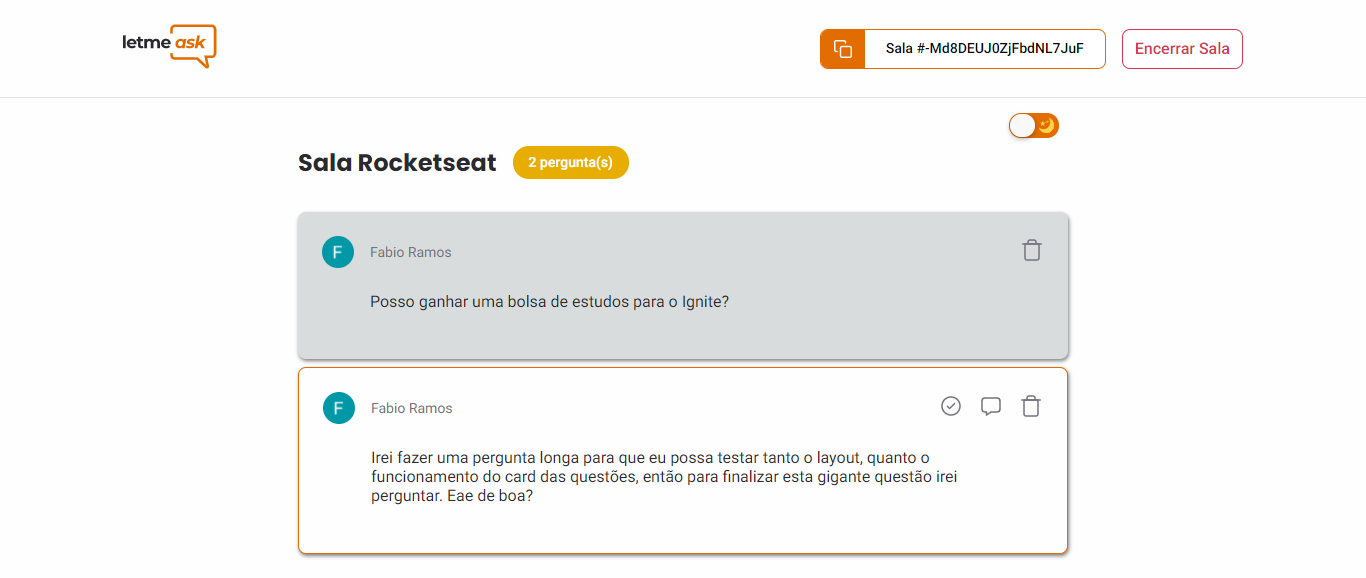 letmeask
Sala #-Md8DEUJ0ZjFbdNL7JuF
Encerrar Sala
Sala Rocketseat
2 pergunta(s)
F
Fabio Ramos
Posso ganhar uma bolsa de estudos para o Ignite?
F
Fabio Ramos
Irei fazer uma pergunta longa para que eu possa testar tanto o layout, quanto o
funcionamento do card das questões, então para finalizar esta gigante questão irei
perguntar. Eae de boa?